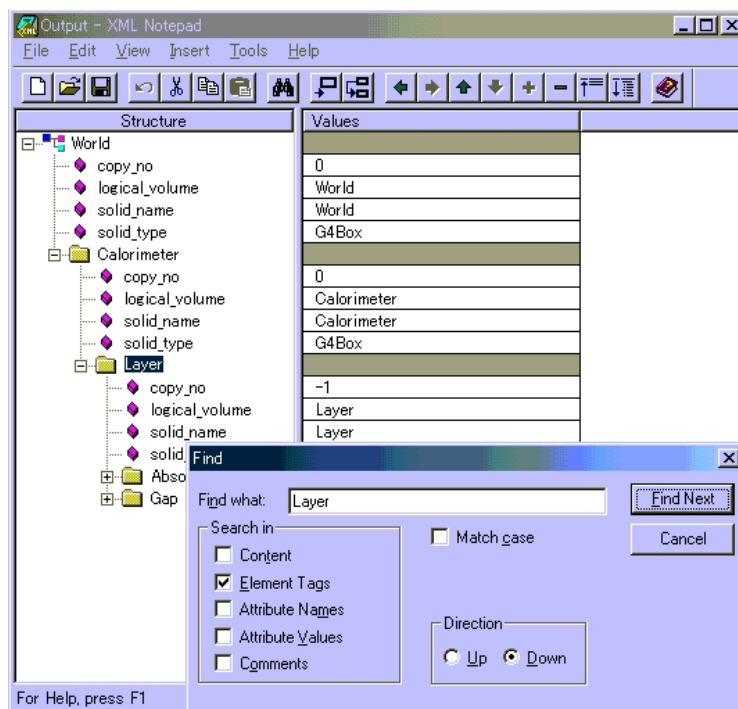 Output - XML Notepad
File Edit View Insert Tools Help
Structure Values
World
copy_no 0
logical_volume World
solid_name World
solid_type G4Box
Calorimeter
copy_no 0
logical_volume Calorimeter
solid_name Calorimeter
solid_type G4Box
Layer
copy_no -1
logical_volume Layer
solid_name Layer
solid_
Abso
Gap
Find
Find what: Layer
Find Next
Search in
Match case
Cancel
Content
Element Tags
Attribute Names
Attribute Values
Comments
Direction
Up Down
For Help, press F1